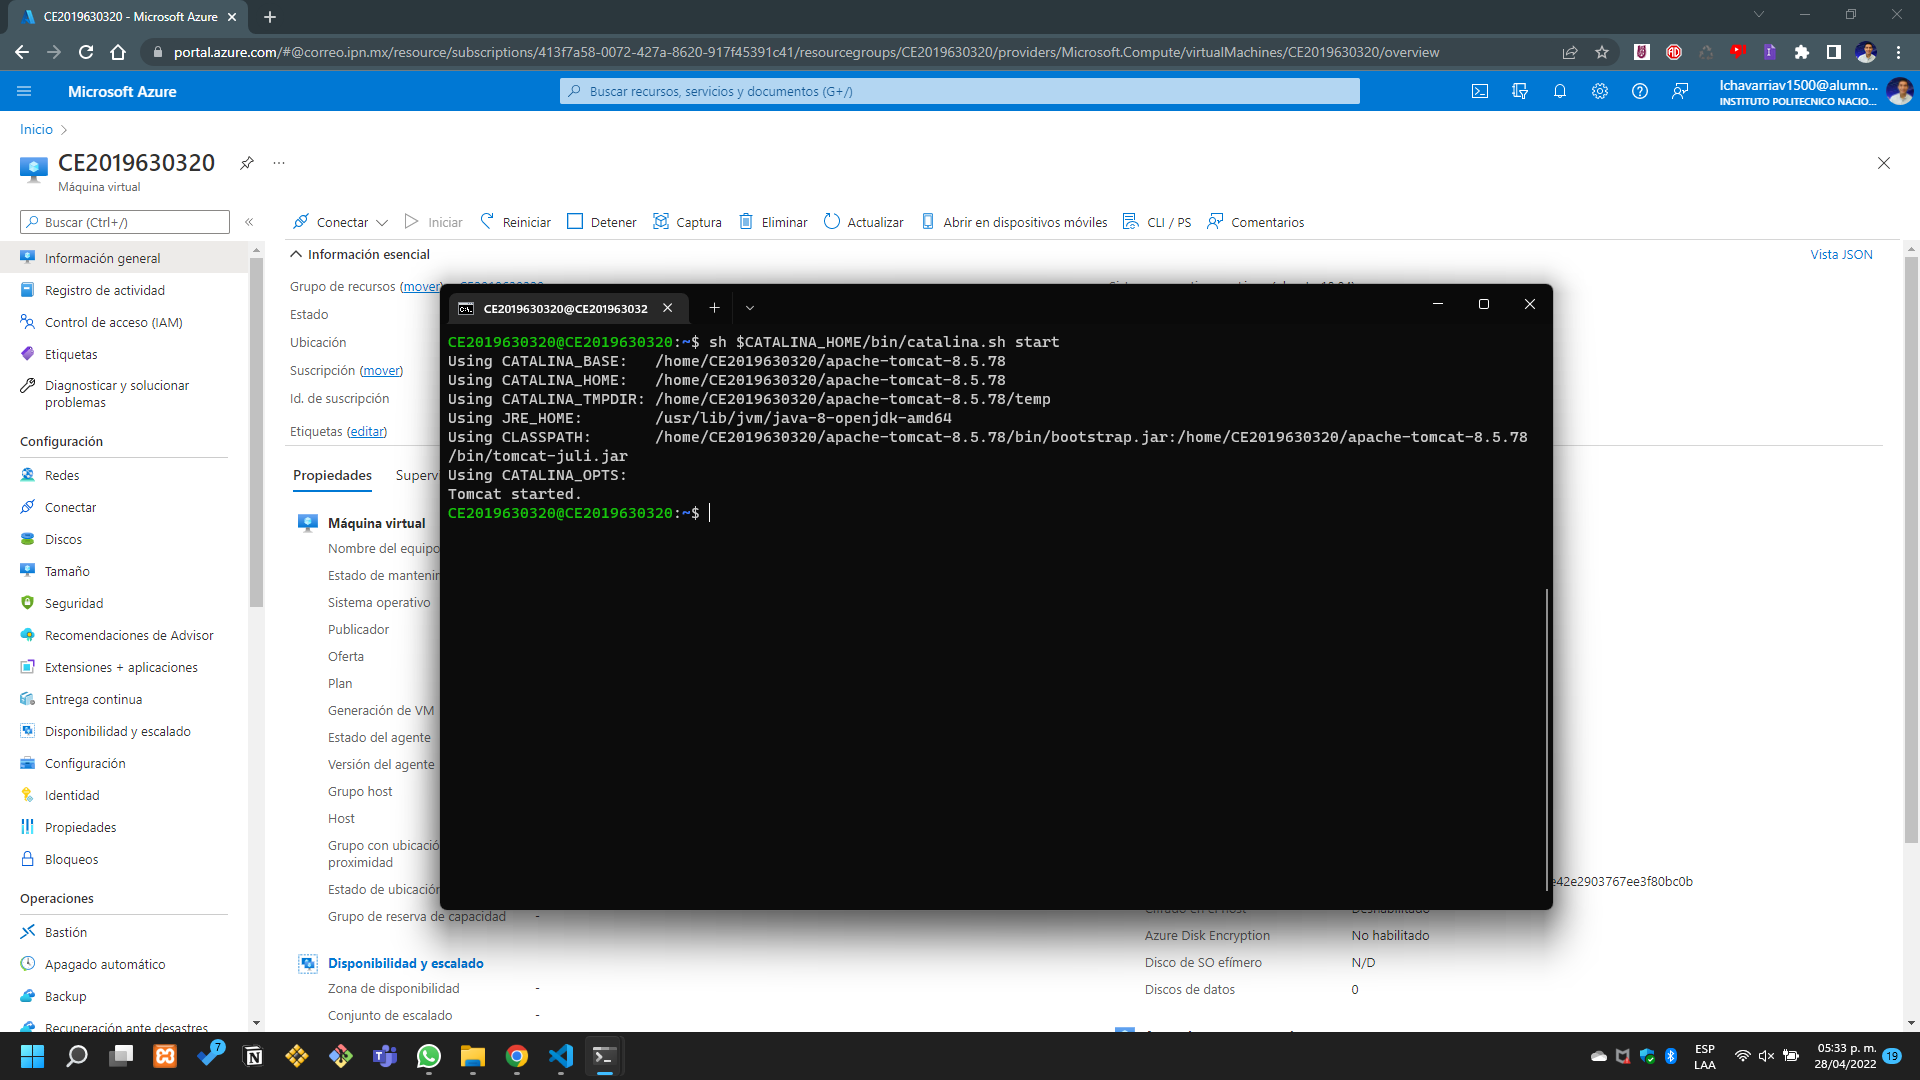 CE2019630320 - Microsoft Azure
portal.azure.com/#@correo.ipn.mx/resource/subscriptions/413f7a58-0072-427a-8620-917f45391c41/resourcegroups/CE2019630320/providers/Microsoft.Compute/virtualMachines/CE2019630320/overview
Microsoft Azure
Buscar recursos, servicios y documentos (G+/)
lchavarriav1500@alumn...
INSTITUTO POLITECNICO NACIO...
Inicio
CE2019630320
Máquina virtual
Buscar (Ctrl+/)
Conectar
Iniciar
Reiniciar
Detener
Captura
Eliminar
Actualizar
Abrir en dispositivos móviles
CLI / PS
Comentarios
Información general
Registro de actividad
Control de acceso (IAM)
Etiquetas
Diagnosticar y solucionar
problemas
Configuración
Redes
Conectar
Discos
Tamaño
Seguridad
Recomendaciones de Advisor
Extensiones + aplicaciones
Entrega continua
Disponibilidad y escalado
Configuración
Identidad
Propiedades
Bloqueos
Operaciones
Bastión
Apagado automático
Backup
Recuperación ante desastres
Información esencial
Vista JSON
Grupo de recursos (mover)
Estado
Ubicación
Suscripción (mover)
Id. de suscripción
Etiquetas (editar)
Propiedades
Supervi
Máquina virtual
Nombre del equipo
Estado de mantenir
Sistema operativo
Publicador
Oferta
Plan
Generación de VM
Estado del agente
Versión del agente
Grupo host
Host
Grupo con ubicació
proximidad
Estado de ubicación
Grupo de reserva de capacidad -
Disponibilidad y escalado
Zona de disponibilidad -
Conjunto de escalado -
CE2019630320@CE201963032
CE2019630320@CE2019630320:~$ sh $CATALINA_HOME/bin/catalina.sh start
Using CATALINA_BASE: /home/CE2019630320/apache-tomcat-8.5.78
Using CATALINA_HOME: /home/CE2019630320/apache-tomcat-8.5.78
Using CATALINA_TMPDIR: /home/CE2019630320/apache-tomcat-8.5.78/temp
Using JRE_HOME: /usr/lib/jvm/java-8-openjdk-amd64
Using CLASSPATH: /home/CE2019630320/apache-tomcat-8.5.78/bin/bootstrap.jar:/home/CE2019630320/apache-tomcat-8.5.78
/bin/tomcat-juli.jar
Using CATALINA_OPTS:
Tomcat started.
CE2019630320@CE2019630320:~$
e42e2903767ee3f80bc0b
Azure Disk Encryption No habilitado
Disco de SO efímero N/D
Discos de datos 0
7
ESP
LAA
05:33 p. m.
28/04/2022
19